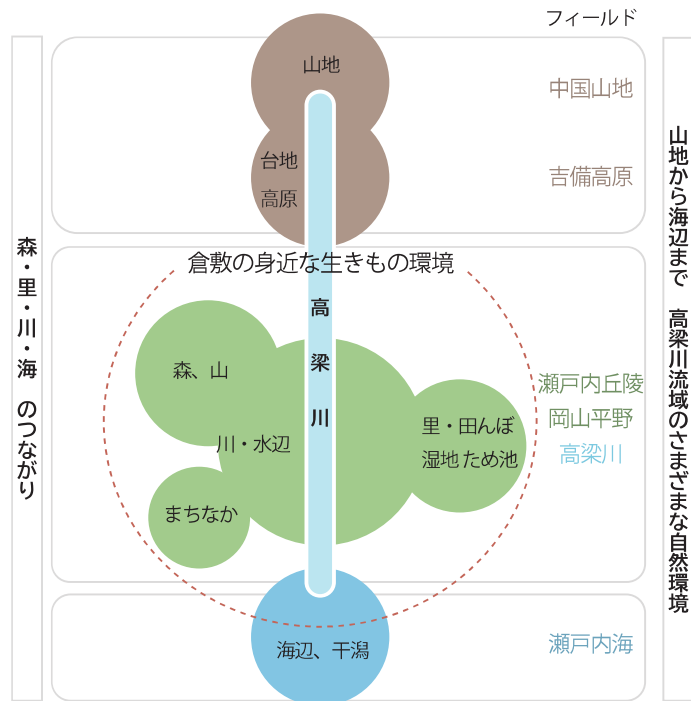 フィールド
山地
中国山地
台地
高原
吉備高原
森・里・川・海 のつながり
山地から海辺まで 高梁川流域のさまざまな自然環境
倉敷の身近な生きもの環境
高梁川
森、山
川・水辺
まちなか
里・田んぼ
湿地 ため池
瀬戸内丘陵
岡山平野
高梁川
海辺、干潟
瀬戸内海